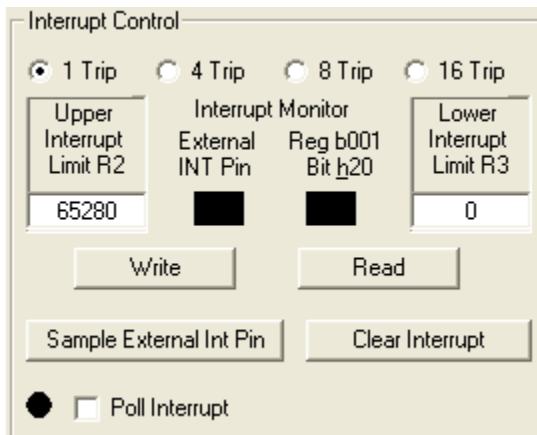 Interrupt Control
1 Trip 4 Trip 8 Trip 16 Trip
Upper
Interrupt
Limit R2
65280
Interrupt Monitor
External
INT Pin
Reg b001
Bit h20
Lower
Interrupt
Limit R3
0
Write Read
Sample External Int Pin Clear Interrupt
Poll Interrupt